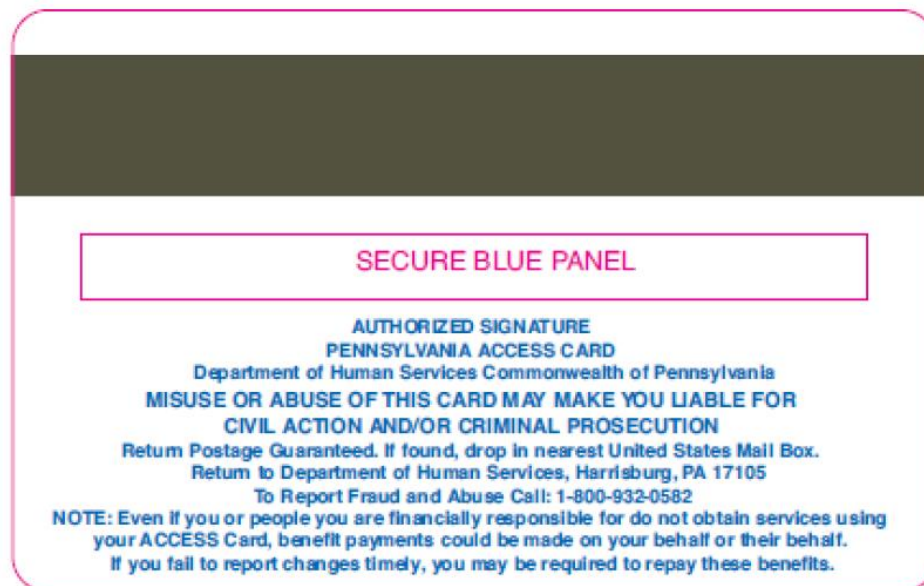 SECURE BLUE PANEL
AUTHORIZED SIGNATURE
PENNSYLVANIA ACCESS CARD
Department of Human Services Commonwealth of Pennsylvania
MISUSE OR ABUSE OF THIS CARD MAY MAKE YOU LIABLE FOR
CIVIL ACTION AND/OR CRIMINAL PROSECUTION
Return Postage Guaranteed. If found, drop in nearest United States Mail Box.
Return to Department of Human Services, Harrisburg, PA 17105
To Report Fraud and Abuse Call: 1-800-932-0582
NOTE: Even if you or people you are financially responsible for do not obtain services using
your ACCESS Card, benefit payments could be made on your behalf or their behalf.
If you fail to report changes timely, you may be required to repay these benefits.